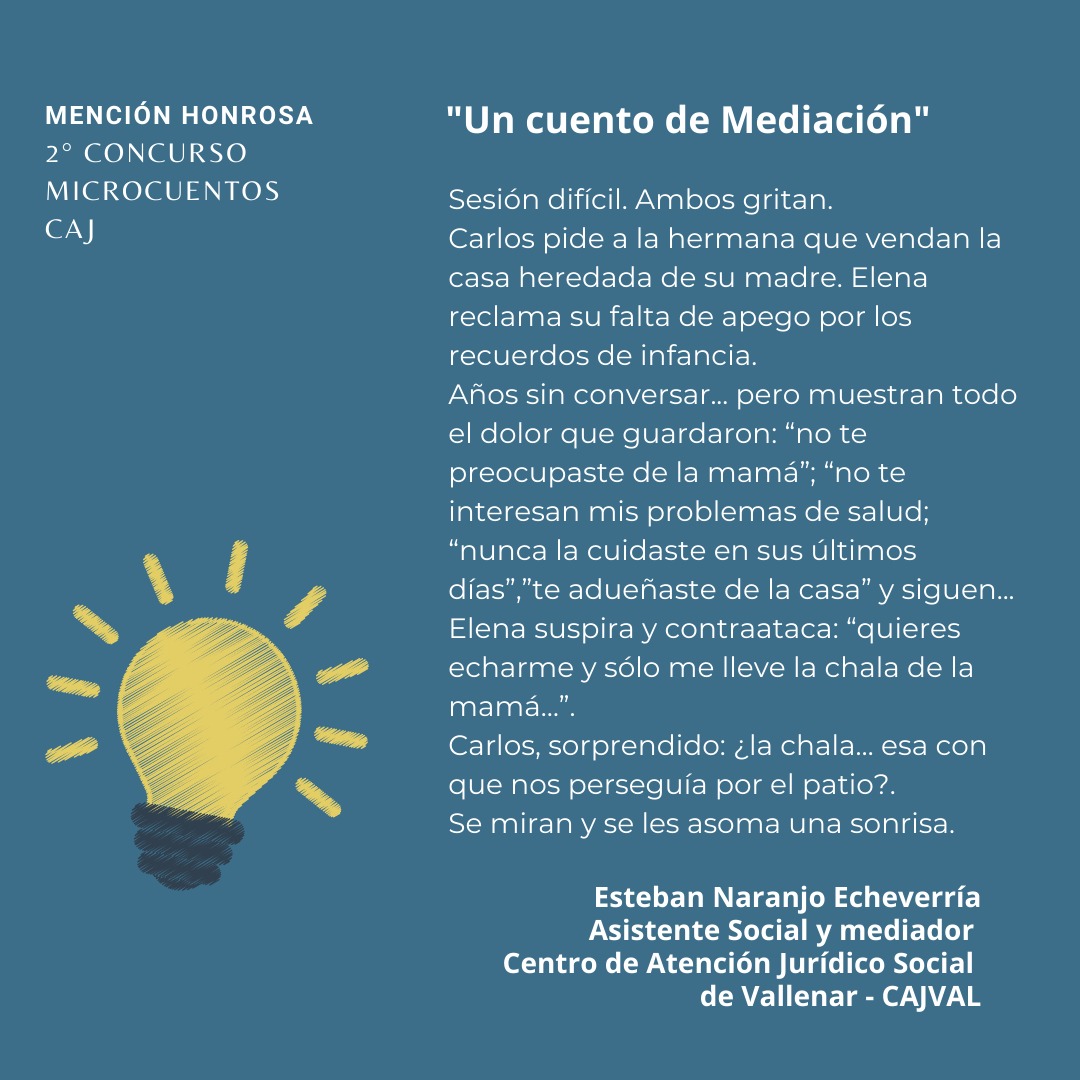 MENCIÓN HONROSA
2° CONCURSO
MICROCUENTOS
CAJ
"Un cuento de Mediación"
Sesión difícil. Ambos gritan.
Carlos pide a la hermana que vendan la
casa heredada de su madre. Elena
reclama su falta de apego por los
recuerdos de infancia.
Años sin conversar... pero muestran todo
el dolor que guardaron: “no te
preocupaste de la mamá”; “no te
interesan mis problemas de salud;
“nunca la cuidaste en sus últimos
días”,”te adueñaste de la casa” y siguen...
Elena suspira y contraataca: “quieres
echarme y sólo me lleve la chala de la
mamá...”.
Carlos, sorprendido: ¿la chala... esa con
que nos perseguía por el patio?.
Se miran y se les asoma una sonrisa.
Esteban Naranjo Echeverría
Asistente Social y mediador
Centro de Atención Jurídico Social
de Vallenar - CAJVAL